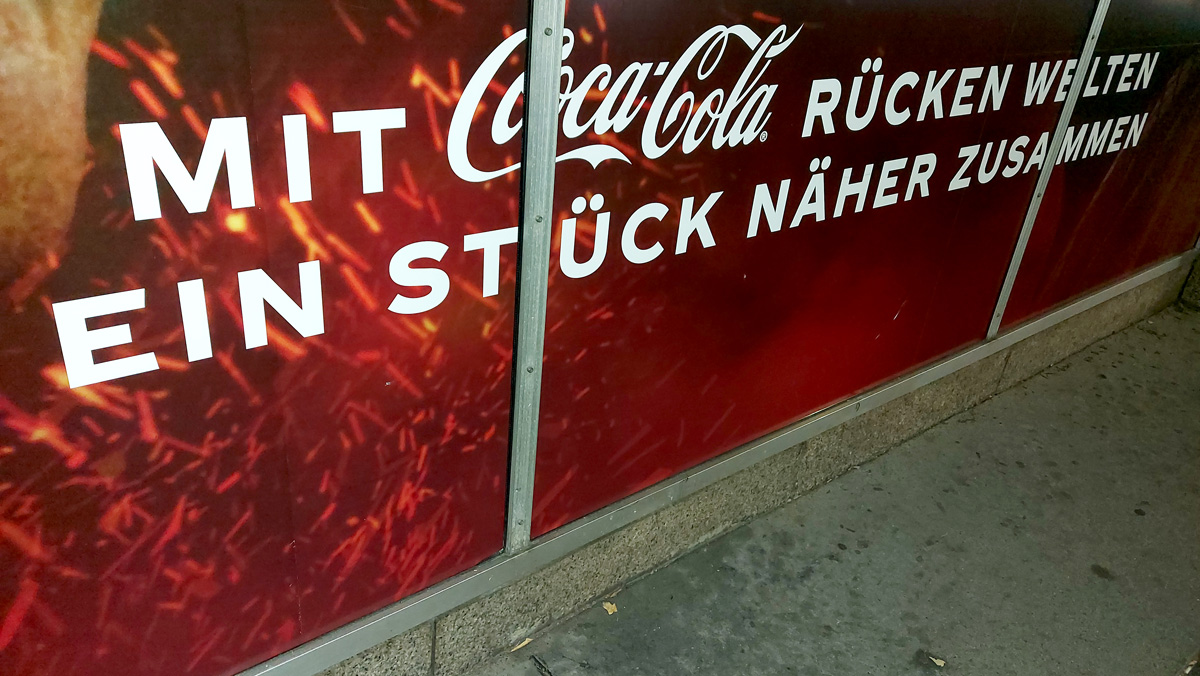 MIT Coca-Cola® RÜCKEN WELTEN
EIN STÜCK NÄHER ZUSAMMEN